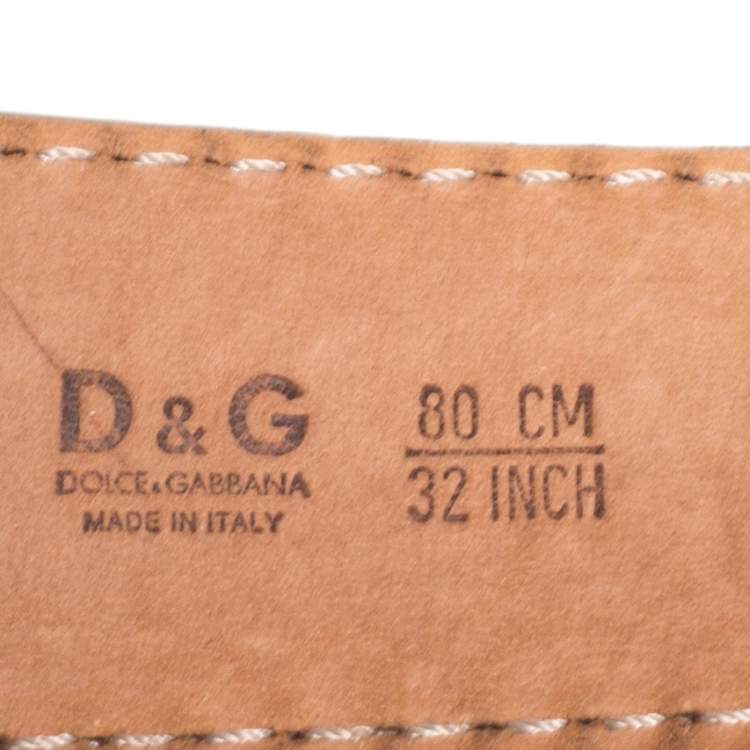 D & G
DOLCE & GABBANA
MADE IN ITALY
80 CM
32 INCH